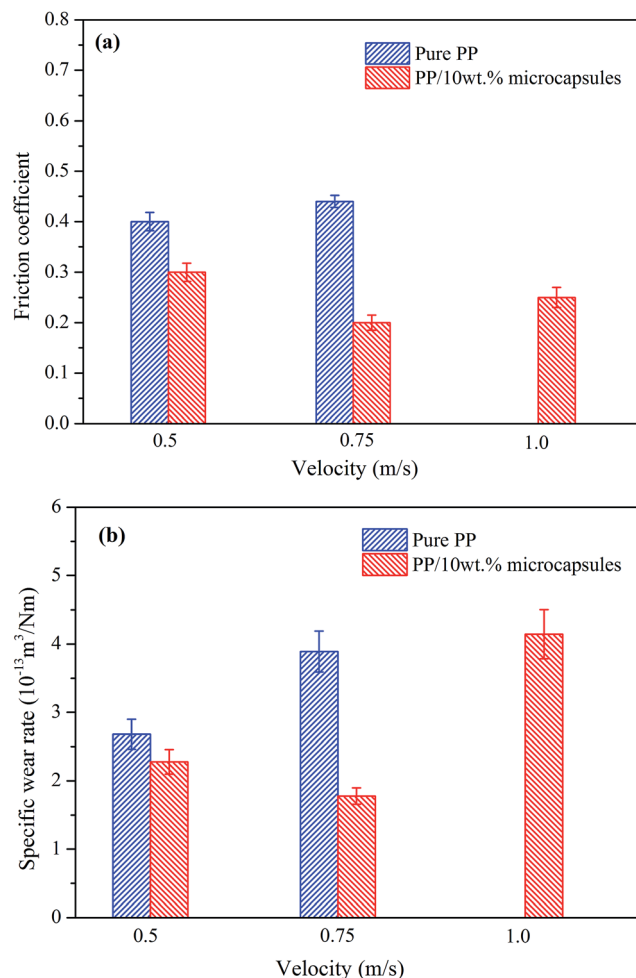 (a)
Pure PP
PP/10wt.% microcapsules
0.8
0.7
0.6
0.5
0.4
0.3
0.2
0.1
0.0
Friction coefficient
0.5 0.75 1.0
Velocity (m/s)
(b)
Pure PP
PP/10wt.% microcapsules
6
5
4
3
2
1
0
Specific wear rate (10⁻¹³m³/Nm)
0.5 0.75 1.0
Velocity (m/s)